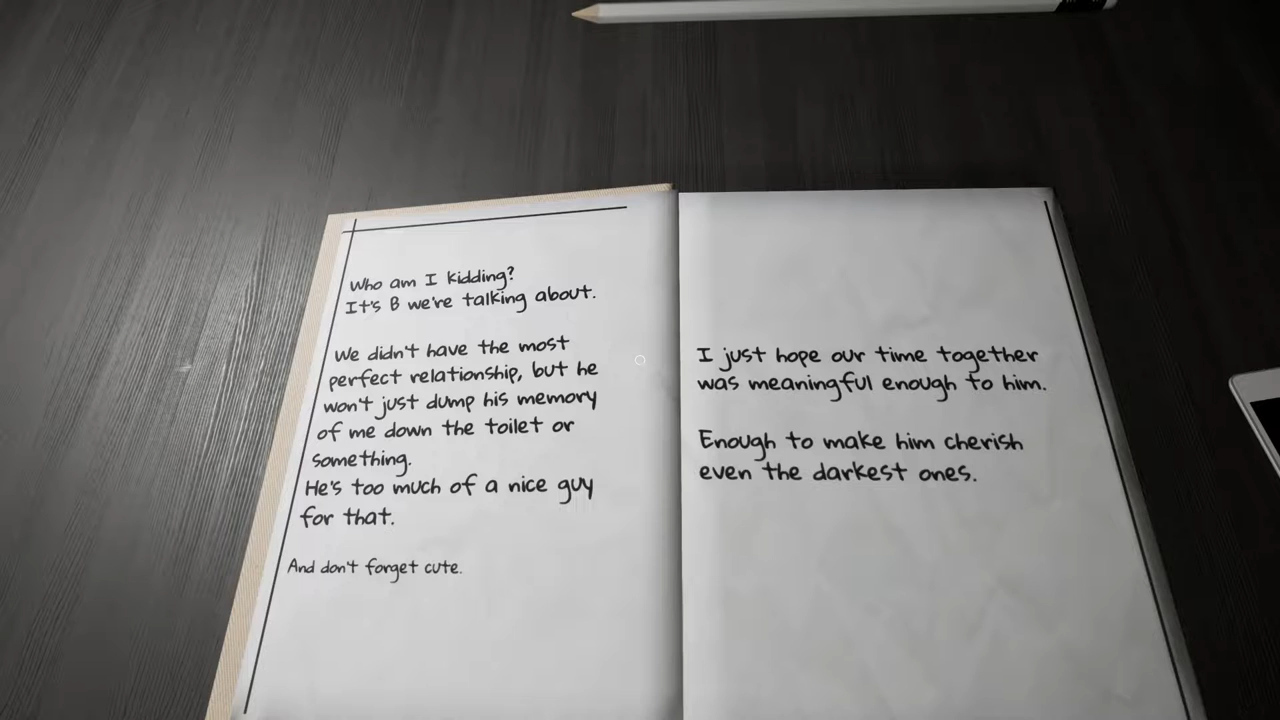 Who am I kidding?
It's B we're talking about.
We didn't have the most
perfect relationship, but he
won't just dump his memory
of me down the toilet or
something.
He's too much of a nice guy
for that.
And don't forget cute.
I just hope our time together
was meaningful enough to him.
Enough to make him cherish
even the darkest ones.